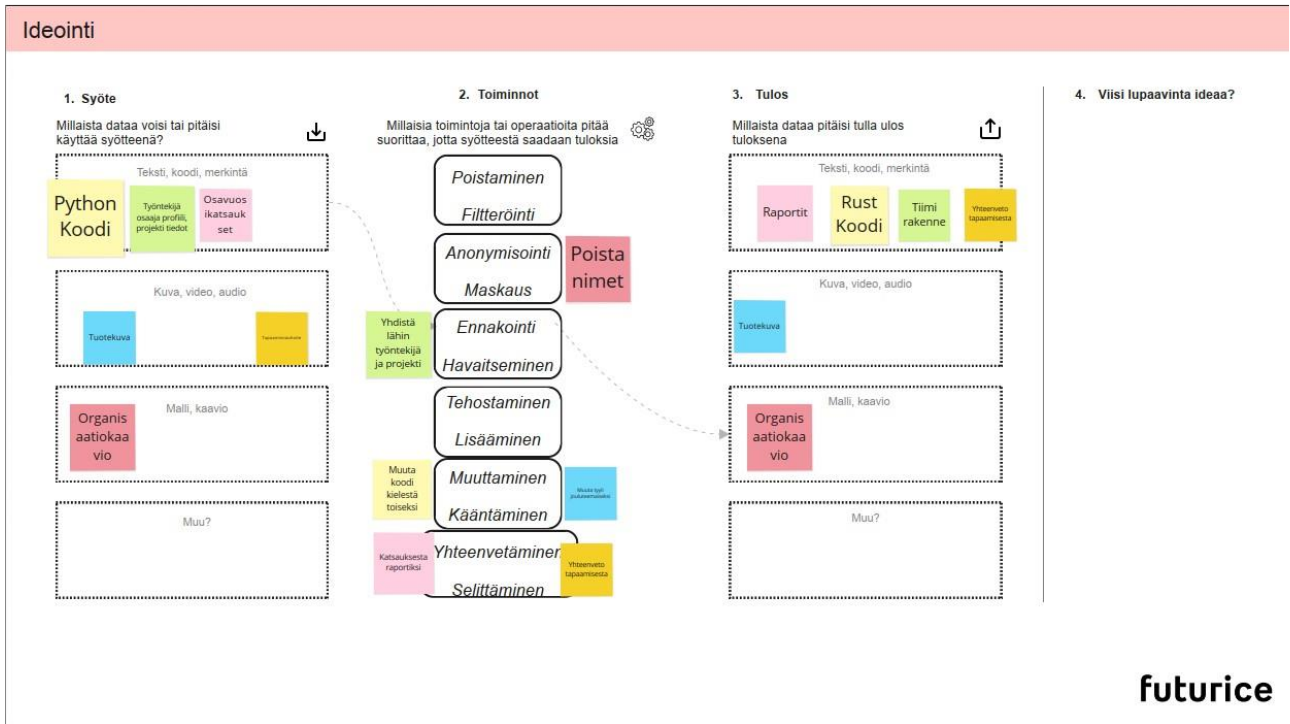 Ideointi
1. Syöte
Millaista dataa voisi tai pitäisi
käyttää syötteenä?
Teksti, koodi, merkintä
Python
Koodi
Työntekijä
osaaja profiili,
projekti tiedot
Osavuos
ikatsauk
set
Kuva, video, audio
Tuotekuva
Malli, kaavio
Organis
aatiokaa
vio
Muu?
2. Toiminnot
Millaisia toimintoja tai operaatioita pitää
suorittaa, jotta syötteestä saadaan tuloksia
Poistaminen
Filtteröinti
Anonymisointi
Maskaus
Poista
nimet
Yhdistä
lähin
työntekijä
ja projekti
Ennakointi
Havaitseminen
Tehostaminen
Lisääminen
Muuta
koodi
kielestä
toiseksi
Muuttaminen
Kääntäminen
Muuta tyyli
jouluteemaiseksi
Katsauksesta
raportiksi
Yhteenvetäminen
Selittäminen
Yhteenveto
tapaamisesta
3. Tulos
Millaista dataa pitäisi tulla ulos
tuloksena
Teksti, koodi, merkintä
Raportit
Rust
Koodi
Tiimi
rakenne
Yhteenveto
tapaamisesta
Kuva, video, audio
Tuotekuva
Malli, kaavio
Organis
aatiokaa
vio
Muu?
4. Viisi lupaavinta ideaa?
futurice